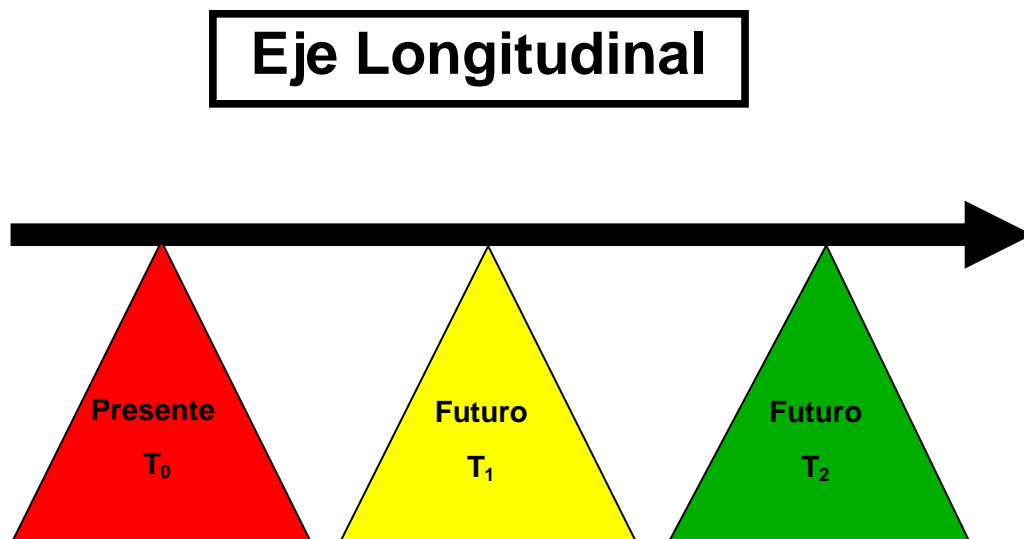 Eje Longitudinal
Presente
T₀
Futuro
T₁
Futuro
T₂